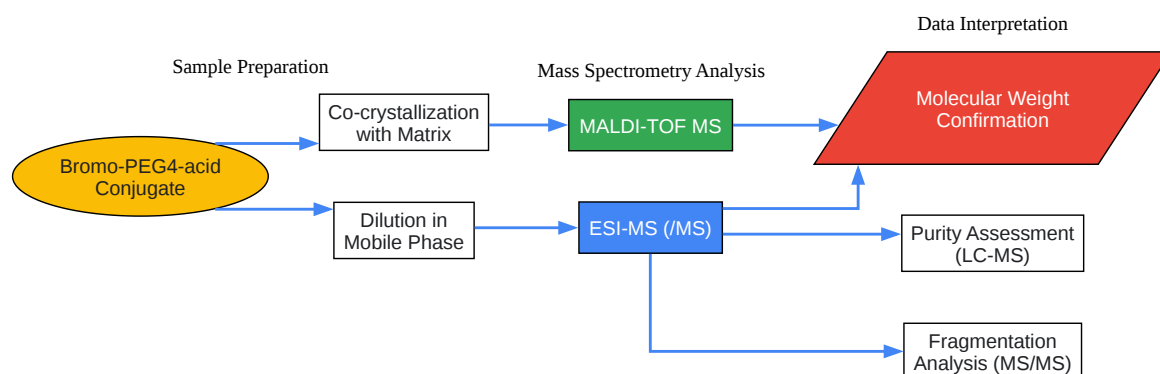 Data Interpretation
Sample Preparation
Mass Spectrometry Analysis
Co-crystallization
with Matrix
MALDI-TOF MS
Molecular Weight
Confirmation
Bromo-PEG4-acid
Conjugate
Dilution in
Mobile Phase
ESI-MS (/MS)
Purity Assessment
(LC-MS)
Fragmentation
Analysis (MS/MS)